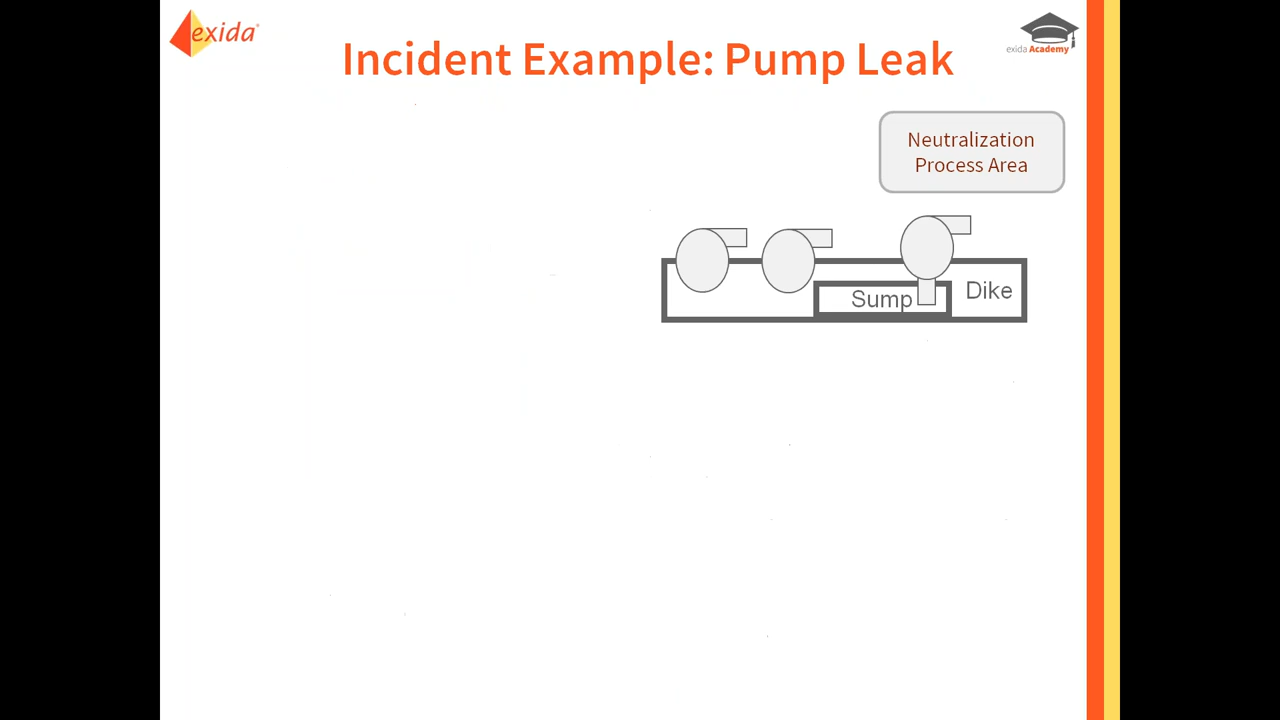 exida
exida Academy
Incident Example: Pump Leak
Neutralization
Process Area
Sump
Dike